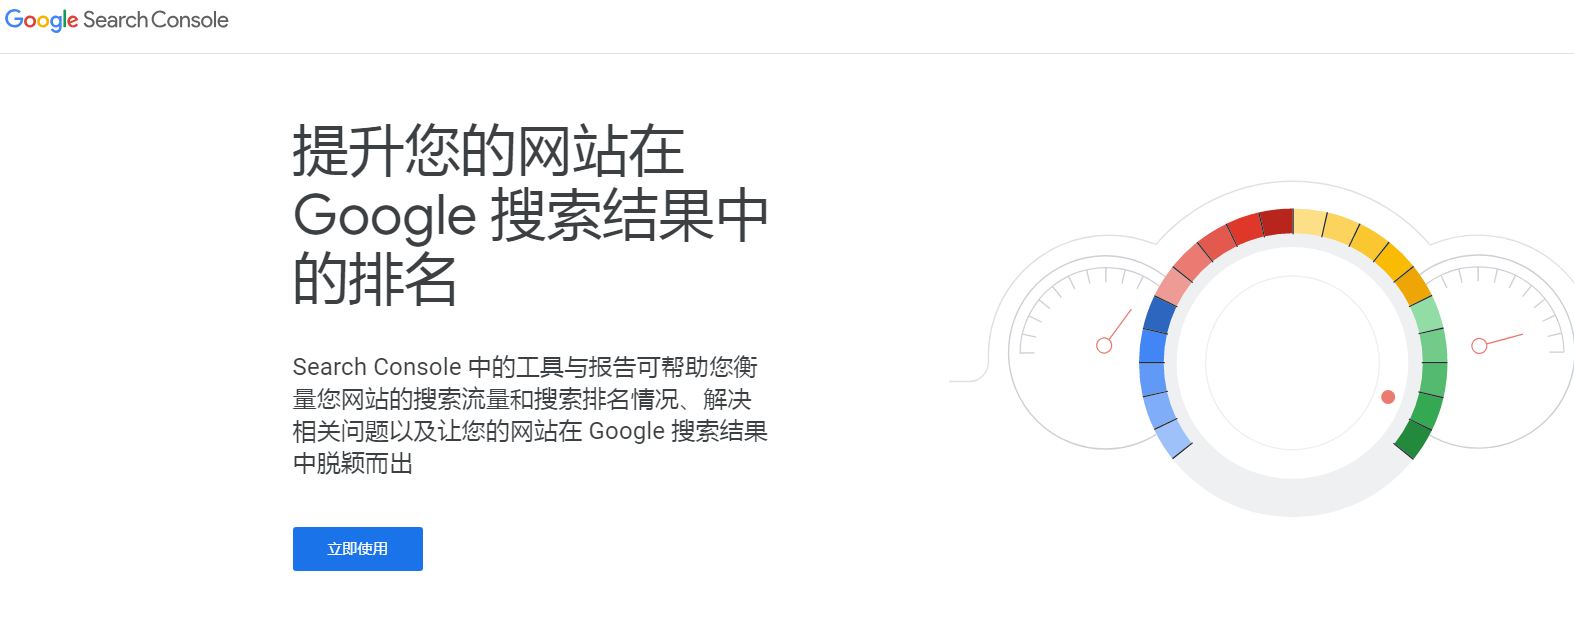 Google Search Console
提升您的网站在
Google 搜索结果中
的排名
Search Console 中的工具与报告可帮助您衡
量您网站的搜索流量和搜索排名情况、解决
相关问题以及让您的网站在 Google 搜索结果
中脱颖而出
立即使用